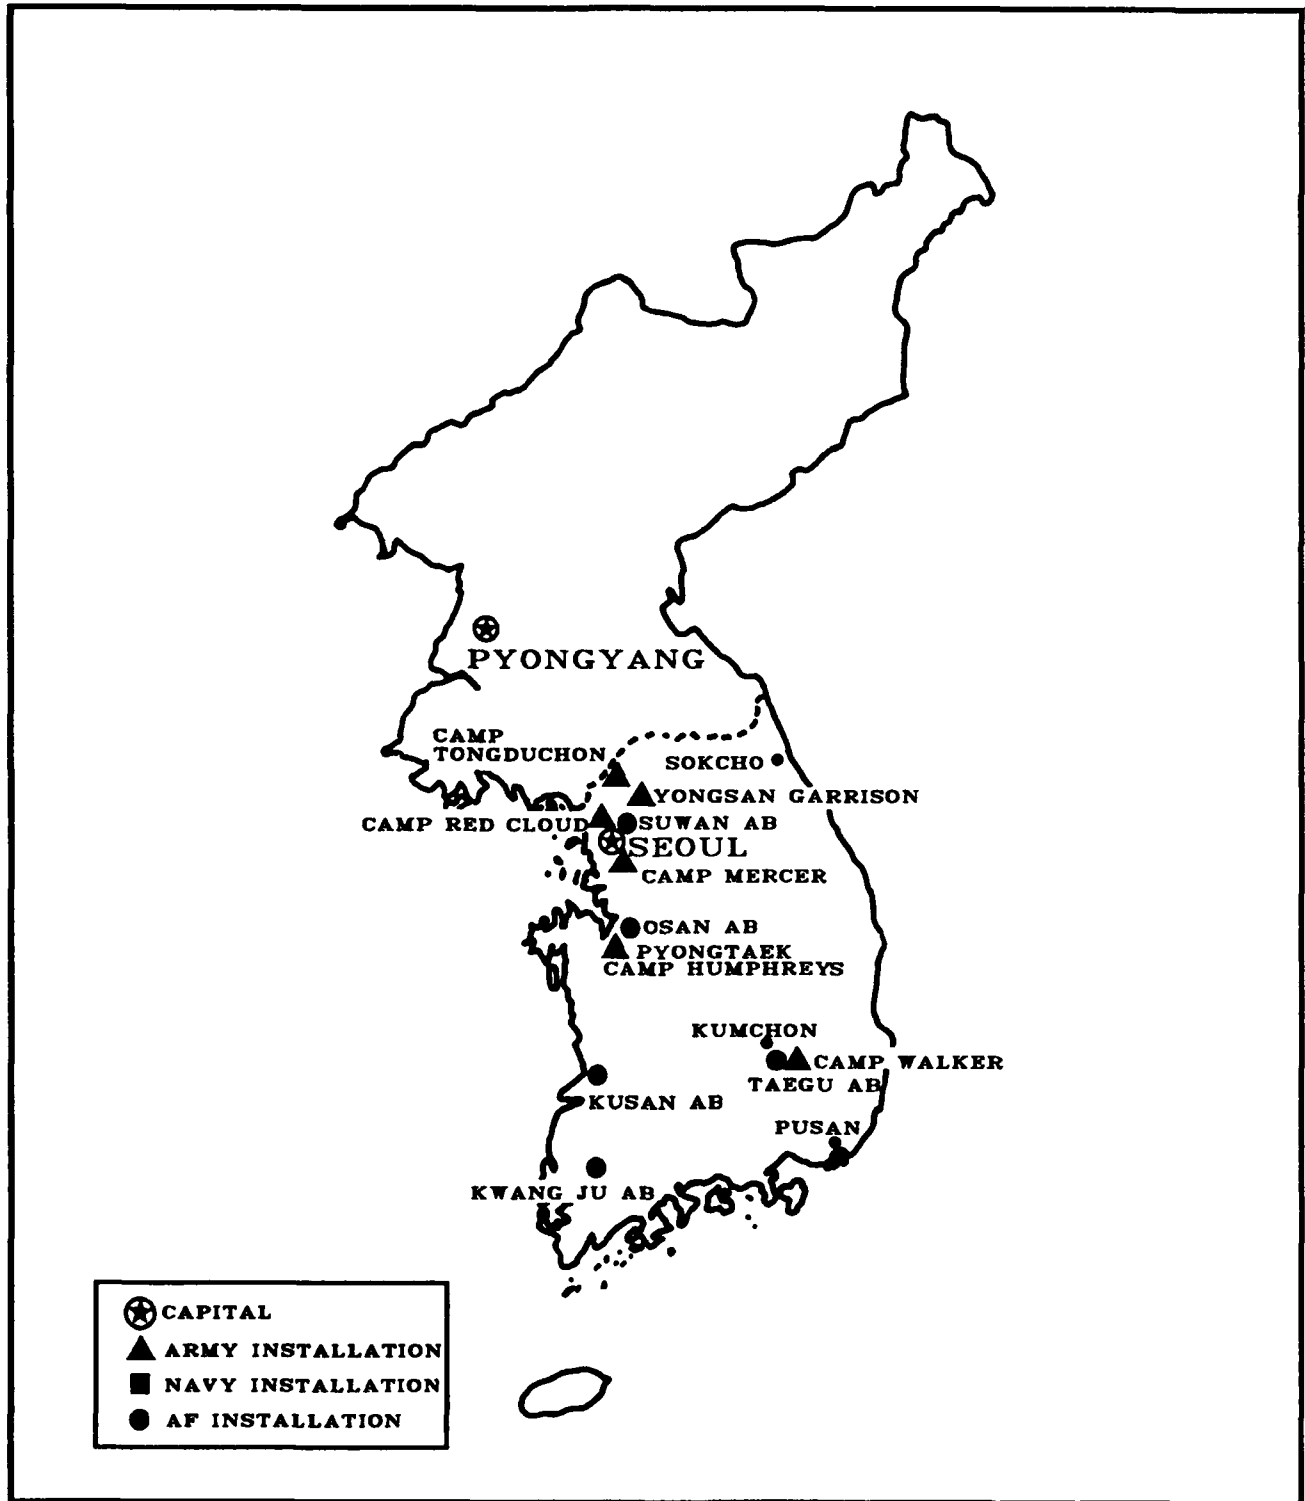 PYONGYANG
CAMP
TONGDUCHON
SOKCHO
YONGSAN GARRISON
CAMP RED CLOUD
SUWAN AB
SEOUL
CAMP MERCER
OSAN AB
PYONGTAEK
CAMP HUMPHREYS
KUMCHON
CAMP WALKER
TAEGU AB
KUSAN AB
PUSAN
KWANG JU AB
CAPITAL
ARMY INSTALLATION
NAVY INSTALLATION
AF INSTALLATION